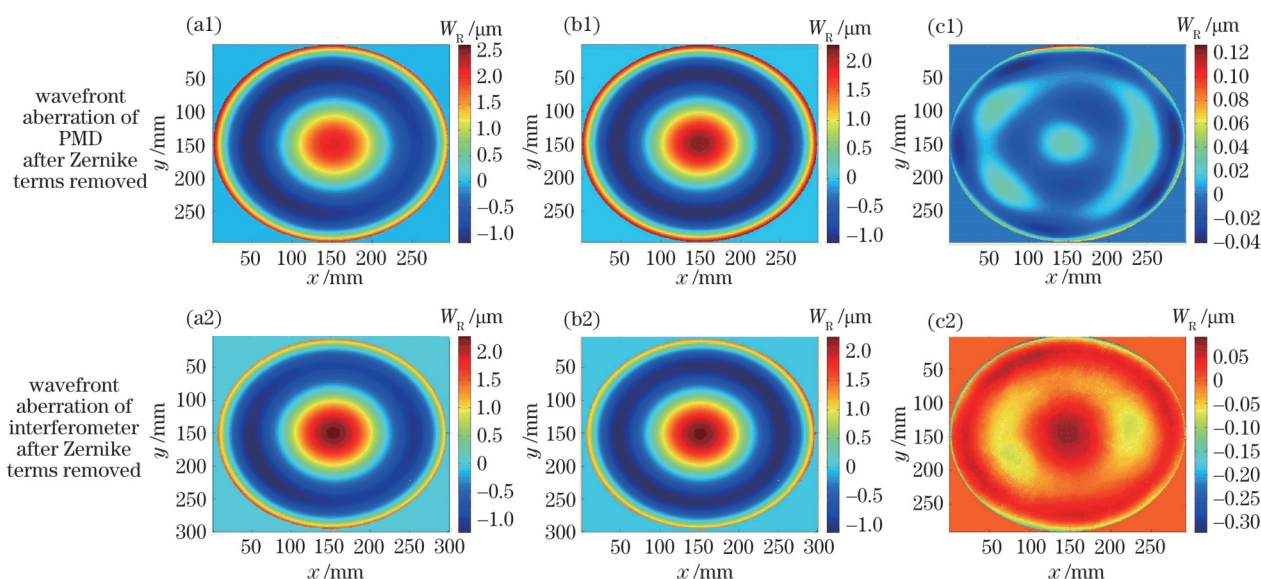 (a1)
(b1)
(c1)
W_R /μm
W_R /μm
W_R /μm
wavefront
aberration of
PMD
after Zernike
terms removed
50
100
150
200
250
y /mm
50 100 150 200 250
x /mm
2.5
2.0
1.5
1.0
0.5
0
−0.5
−1.0
50
100
150
200
250
y /mm
50 100 150 200 250
x /mm
2.0
1.5
1.0
0.5
0
−0.5
−1.0
50
100
150
200
250
y /mm
50 100 150 200 250
x /mm
0.12
0.10
0.08
0.06
0.04
0.02
0
−0.02
−0.04
(a2)
(b2)
(c2)
W_R /μm
W_R /μm
W_R /μm
wavefront
aberration of
interferometer
after Zernike
terms removed
50
100
150
200
250
300
y /mm
50 100 150 200 250 300
x /mm
2.0
1.5
1.0
0.5
0
−0.5
−1.0
50
100
150
200
250
300
y /mm
50 100 150 200 250 300
x /mm
2.0
1.5
1.0
0.5
0
−0.5
−1.0
50
100
150
200
250
y /mm
50 100 150 200 250
x /mm
0.05
0
−0.05
−0.10
−0.15
−0.20
−0.25
−0.30